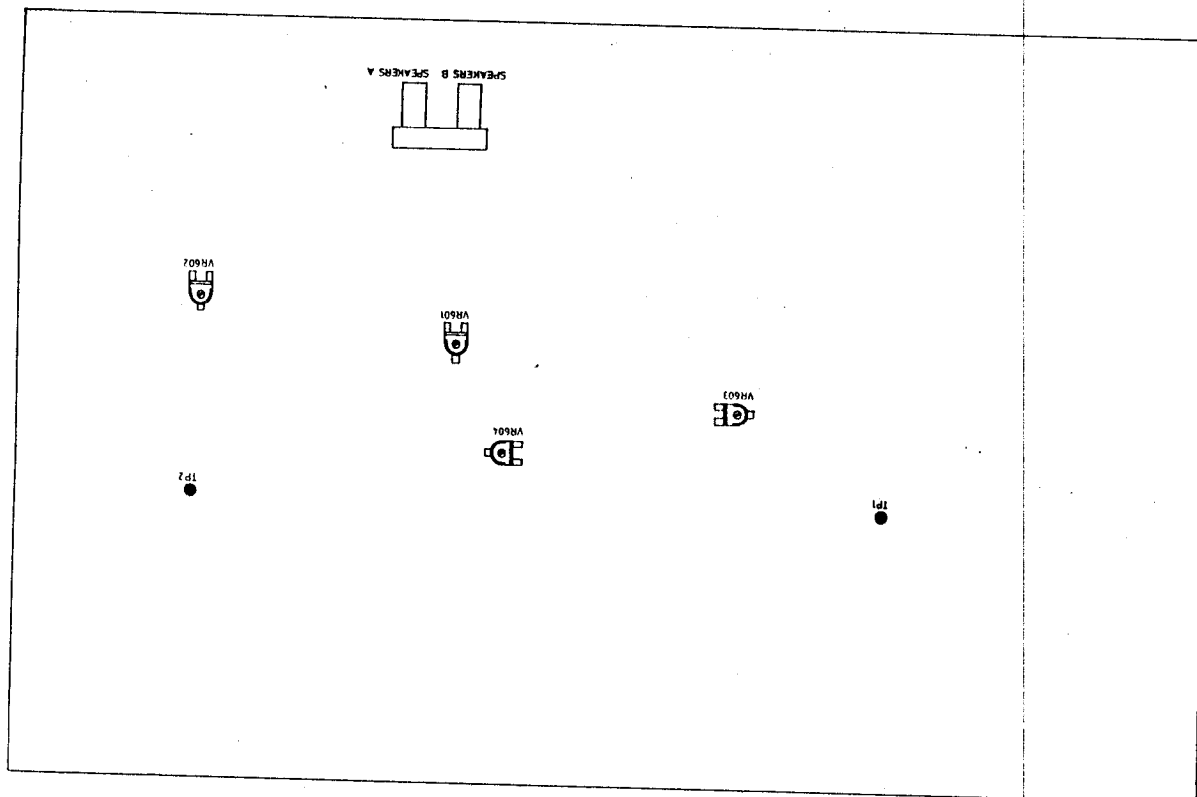 TP1
TP2
VR604
VR603
VR601
VR602
SPEAKERS B SPEAKERS A